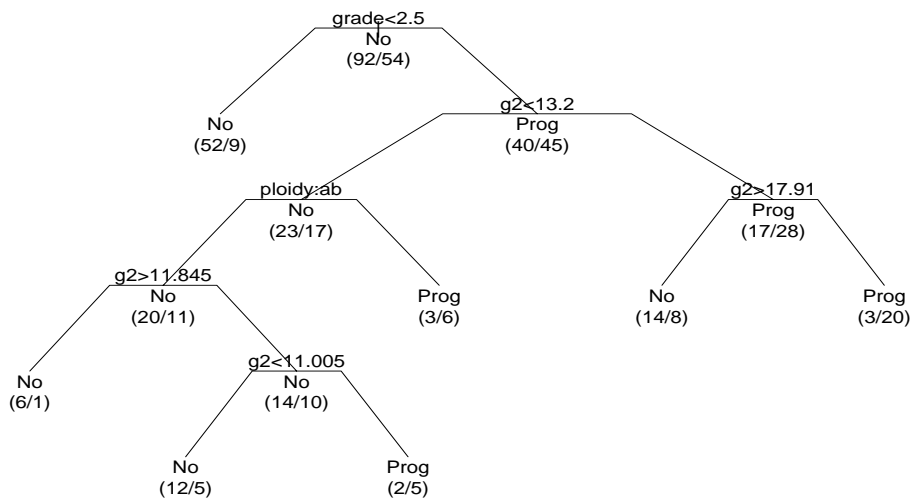 grade<2.5
No
(92/54)
No
(52/9)
g2<13.2
Prog
(40/45)
ploidy:ab
No
(23/17)
g2>17.91
Prog
(17/28)
g2>11.845
No
(20/11)
Prog
(3/6)
No
(14/8)
Prog
(3/20)
No
(6/1)
g2<11.005
No
(14/10)
No
(12/5)
Prog
(2/5)